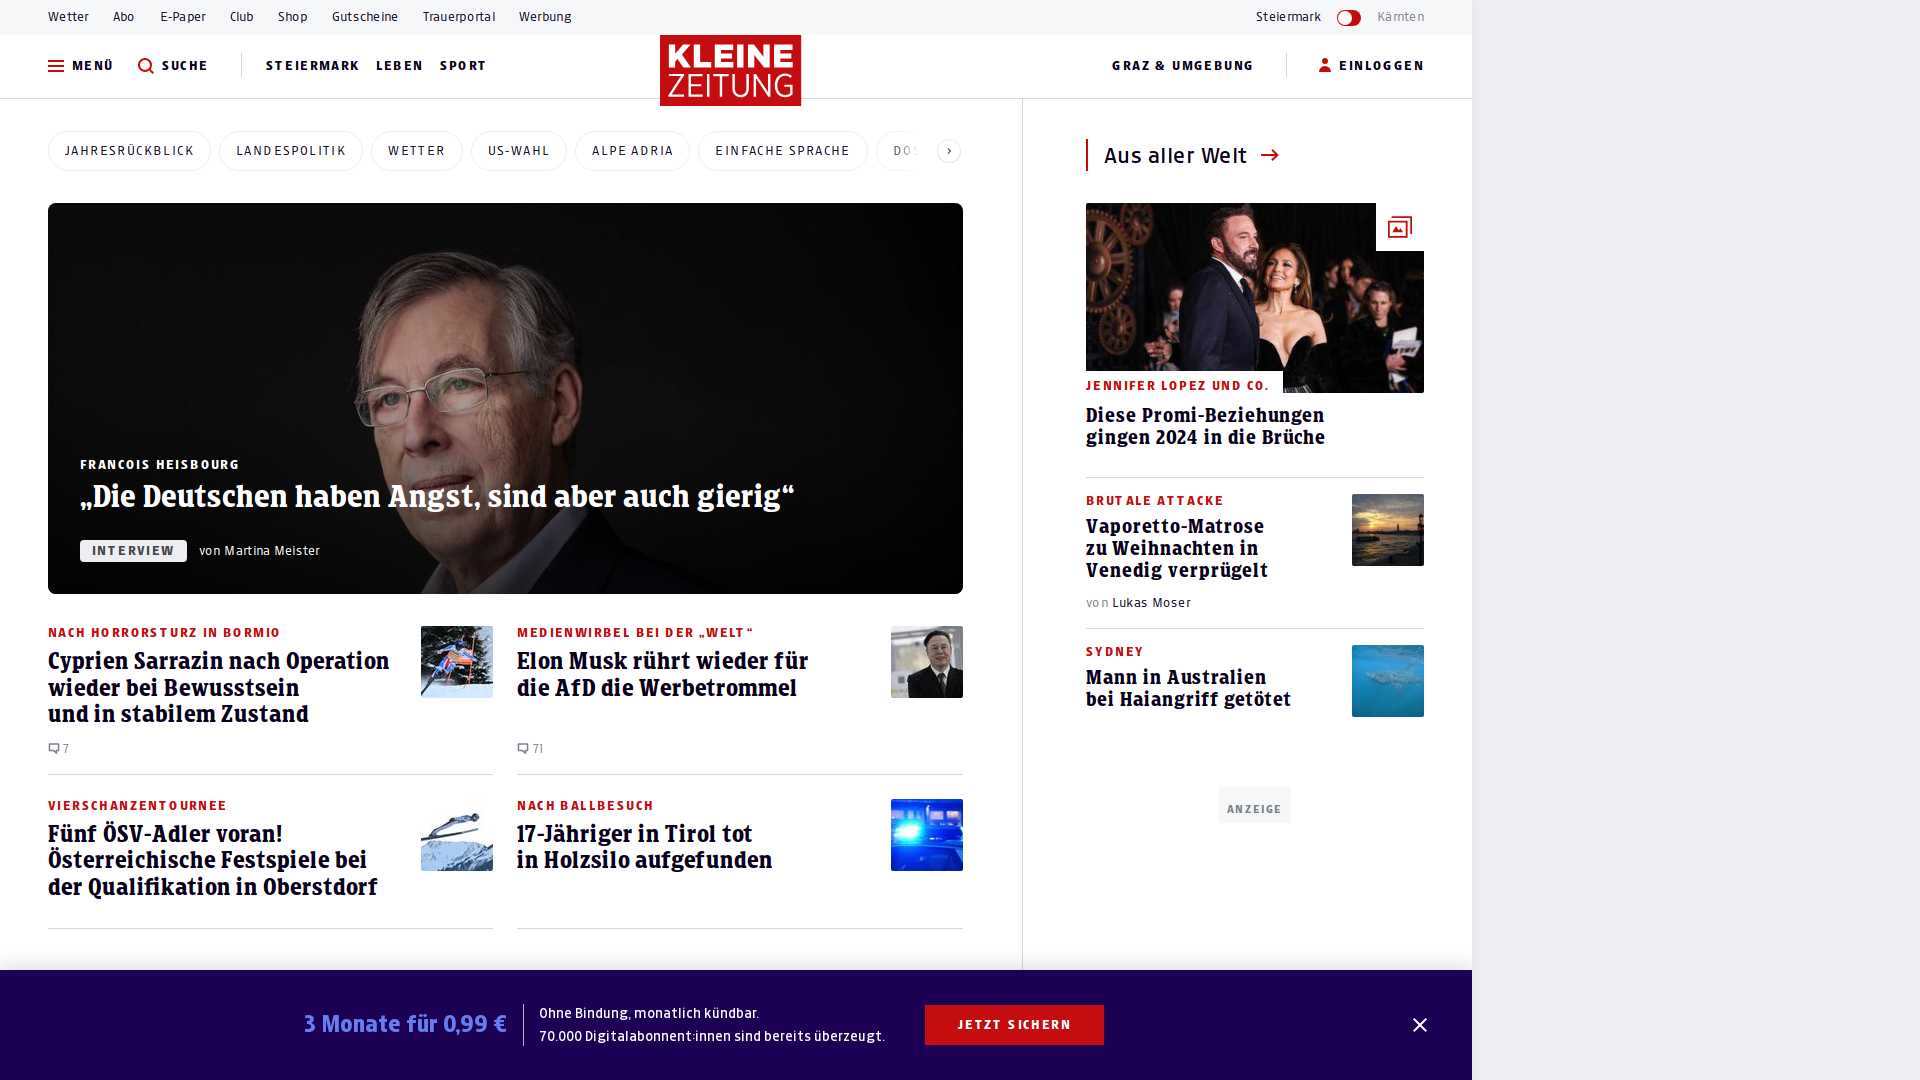 Wetter Abo E-Paper Club Shop Gutscheine Trauerportal Werbung Steiermark Kärnten
MENÜ SUCHE STEIERMARK LEBEN SPORT KLEINE ZEITUNG GRAZ & UMGEBUNG EINLOGGEN
JAHRESRÜCKBLICK LANDESPOLITIK WETTER US-WAHL ALPE ADRIA EINFACHE SPRACHE
FRANCOIS HEISBOURG
„Die Deutschen haben Angst, sind aber auch gierig“
INTERVIEW von Martina Meister
NACH HORRORSTURZ IN BORMIO
Cyprien Sarrazin nach Operation
wieder bei Bewusstsein
und in stabilem Zustand
7
MEDIENWIRBEL BEI DER „WELT“
Elon Musk rührt wieder für
die AfD die Werbetrommel
71
VIERSCHANZENTOURNEE
Fünf ÖSV-Adler voran!
Österreichische Festspiele bei
der Qualifikation in Oberstdorf
NACH BALLBESUCH
17-Jähriger in Tirol tot
in Holzsilo aufgefunden
Aus aller Welt
JENNIFER LOPEZ UND CO.
Diese Promi-Beziehungen
gingen 2024 in die Brüche
BRUTALE ATTACKE
Vaporetto-Matrose
zu Weihnachten in
Venedig verprügelt
von Lukas Moser
SYDNEY
Mann in Australien
bei Haiangriff getötet
ANZEIGE
3 Monate für 0,99 €
Ohne Bindung, monatlich kündbar.
70.000 Digitalabonnent:innen sind bereits überzeugt.
JETZT SICHERN